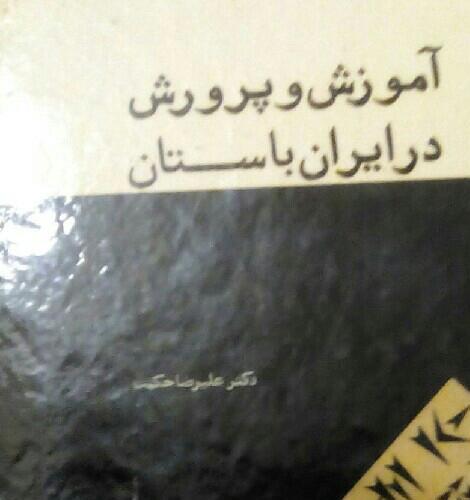 آموزش و پرورش
در ایران باستان
دکتر علیرضا حکمت